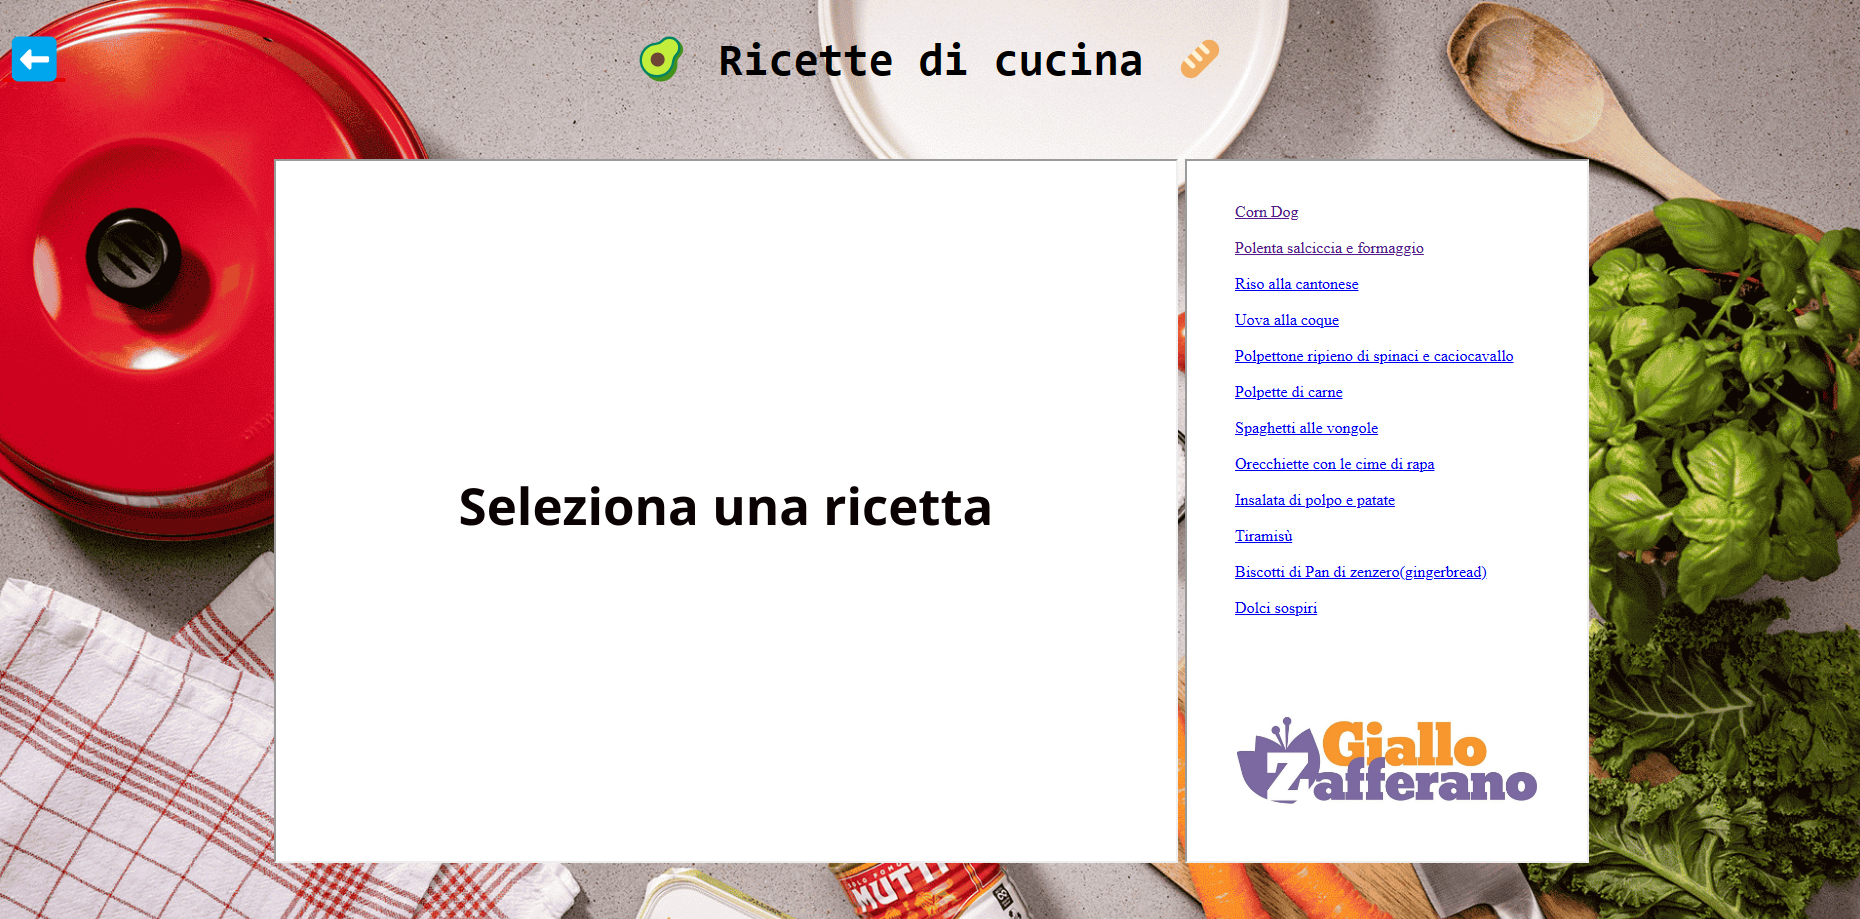 Ricette di cucina
Seleziona una ricetta
Corn Dog
Polenta salciccia e formaggio
Riso alla cantonese
Uova alla coque
Polpettone ripieno di spinaci e caciocavallo
Polpette di carne
Spaghetti alle vongole
Orecchiette con le cime di rapa
Insalata di polpo e patate
Tiramisù
Biscotti di Pan di zenzero(gingerbread)
Dolci sospiri
Giallo
Zafferano
MUTTI